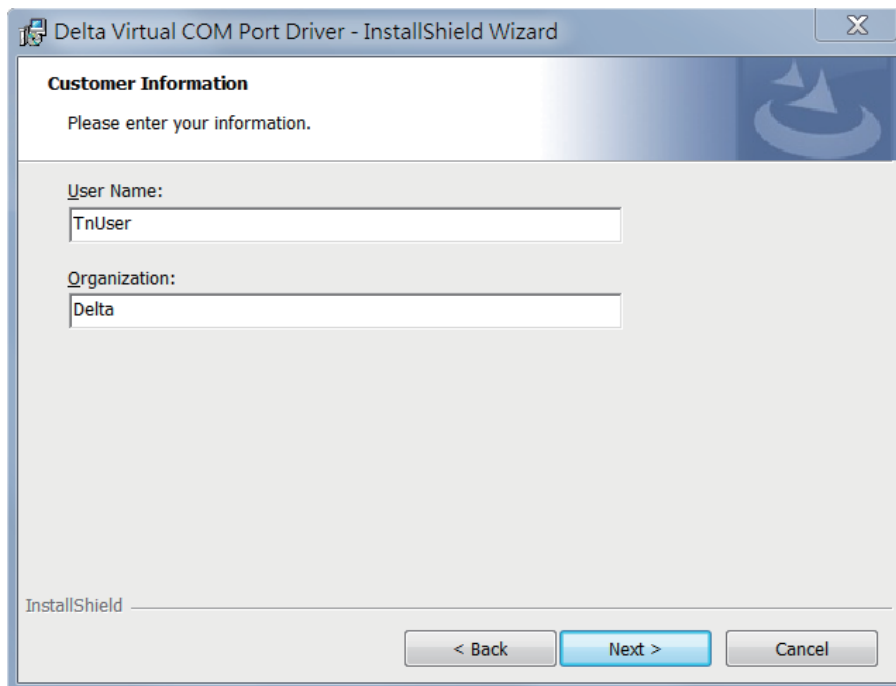 Delta Virtual COM Port Driver - InstallShield Wizard
Customer Information
Please enter your information.
User Name:
TnUser
Organization:
Delta
InstallShield
< Back Next > Cancel